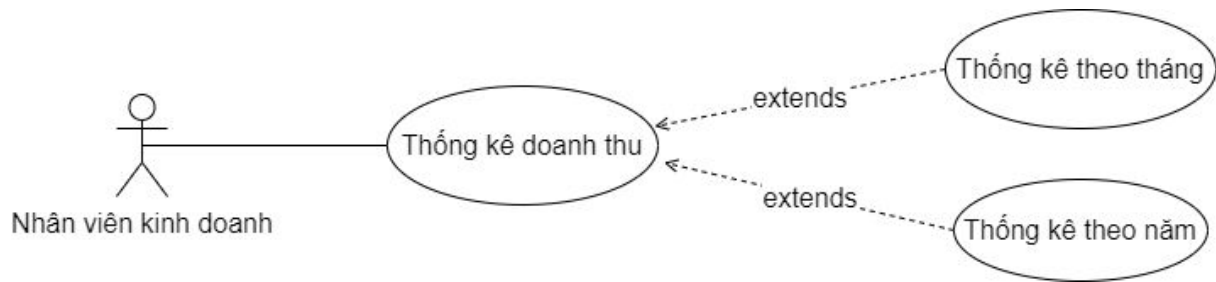 Thống kê theo tháng
extends
Thống kê doanh thu
extends
Nhân viên kinh doanh
Thống kê theo năm